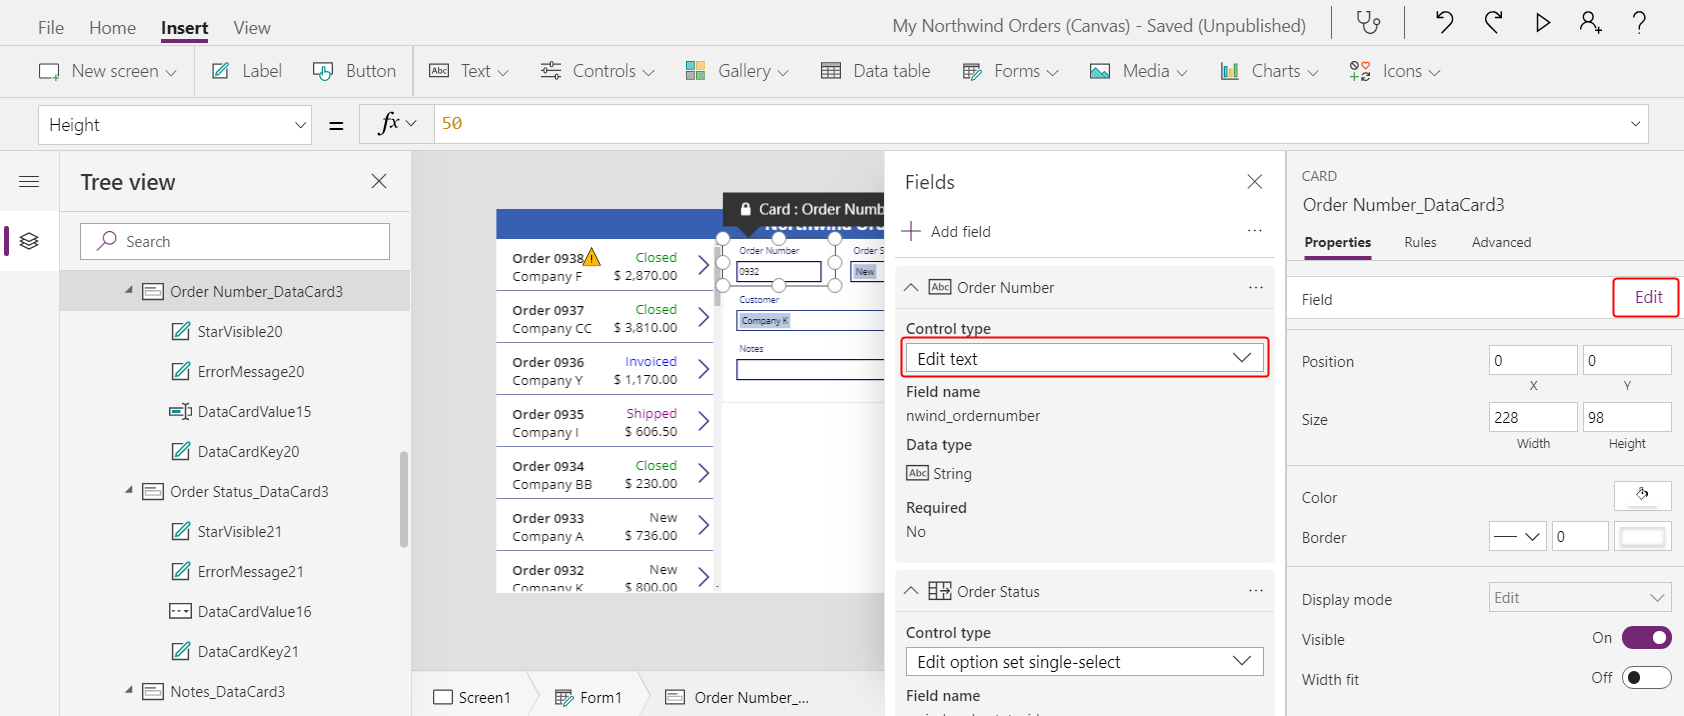 File Home Insert View
My Northwind Orders (Canvas) - Saved (Unpublished)
New screen Label Button Abc Text Controls Gallery Data table Forms Media Charts Icons
Height = fx 50
Tree view
Search
Order Number_DataCard3
StarVisible20
ErrorMessage20
DataCardValue15
DataCardKey20
Order Status_DataCard3
StarVisible21
ErrorMessage21
DataCardValue16
DataCardKey21
Notes_DataCard3
Card : Order Numb
Order 0938 Closed
Company F $ 2,870.00
Order 0937 Closed
Company CC $ 3,810.00
Order 0936 Invoiced
Company Y $ 1,170.00
Order 0935 Shipped
Company I $ 606.50
Order 0934 Closed
Company BB $ 230.00
Order 0933 New
Company A $ 736.00
Order 0932 New
Company K $ 800.00
Order Number Order S
0932 New
Customer
Company K
Notes
Screen1 Form1 Order Number_...
Fields
Add field
Abc Order Number
Control type
Edit text
Field name
nwind_ordernumber
Data type
Abc String
Required
No
Order Status
Control type
Edit option set single-select
Field name
CARD
Order Number_DataCard3
Properties Rules Advanced
Field Edit
Position 0 0
X Y
Size 228 98
Width Height
Color
Border 0
Display mode Edit
Visible On
Width fit Off